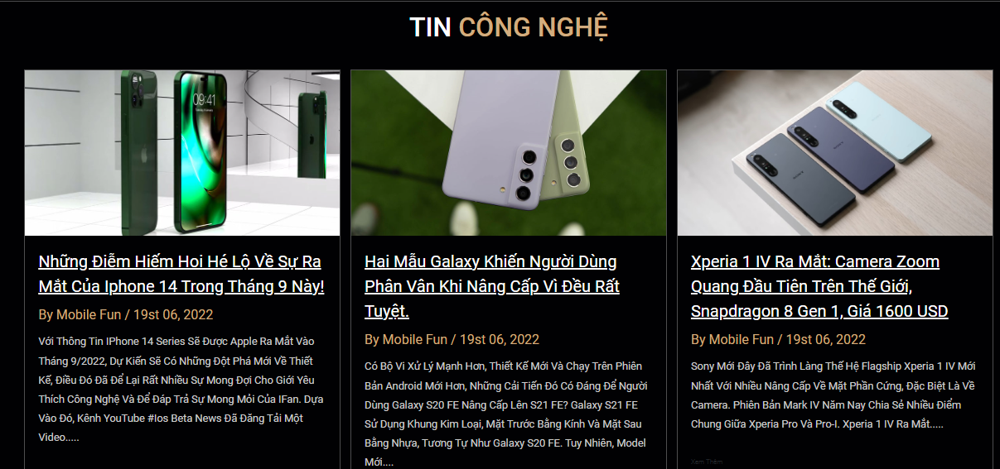 TIN CÔNG NGHỆ
09:41
Những Điễm Hiếm Hoi Hé Lộ Về Sự Ra
Mắt Của Iphone 14 Trong Tháng 9 Này!
By Mobile Fun / 19st 06, 2022
Với Thông Tin IPhone 14 Series Sẽ Được Apple Ra Mắt Vào
Tháng 9/2022, Dự Kiến Sẽ Có Những Đột Phá Mới Về Thiết
Kế, Điều Đó Đã Để Lại Rất Nhiều Sự Mong Đợi Cho Giới Yêu
Thích Công Nghệ Và Để Đáp Trả Sự Mong Mỏi Của IFan. Dựa
Vào Đó, Kênh YouTube #Ios Beta News Đã Đăng Tải Một
Video.....
Hai Mẫu Galaxy Khiến Người Dùng
Phân Vân Khi Nâng Cấp Vì Đều Rất
Tuyệt.
By Mobile Fun / 19st 06, 2022
Có Bộ Vi Xử Lý Mạnh Hơn, Thiết Kế Mới Và Chạy Trên Phiên
Bản Android Mới Hơn, Những Cải Tiến Đó Có Đáng Để Người
Dùng Galaxy S20 FE Nâng Cấp Lên S21 FE? Galaxy S21 FE
Sử Dụng Khung Kim Loại, Mặt Trước Bằng Kính Và Mặt Sau
Bằng Nhựa, Tương Tự Như Galaxy S20 FE. Tuy Nhiên, Model
Mới....
SONY
SONY
SONY
Xperia 1 IV Ra Mắt: Camera Zoom
Quang Đầu Tiên Trên Thế Giới,
Snapdragon 8 Gen 1, Giá 1600 USD
By Mobile Fun / 19st 06, 2022
Sony Mới Đây Đã Trình Làng Thế Hệ Flagship Xperia 1 IV Mới
Nhất Với Nhiều Nâng Cấp Về Mặt Phần Cứng, Đặc Biệt Là Về
Camera. Phiên Bản Mark IV Năm Nay Chia Sẻ Nhiều Điểm
Chung Giữa Xperia Pro Và Pro-I. Xperia 1 IV Ra Mắt.....
Xem Thêm